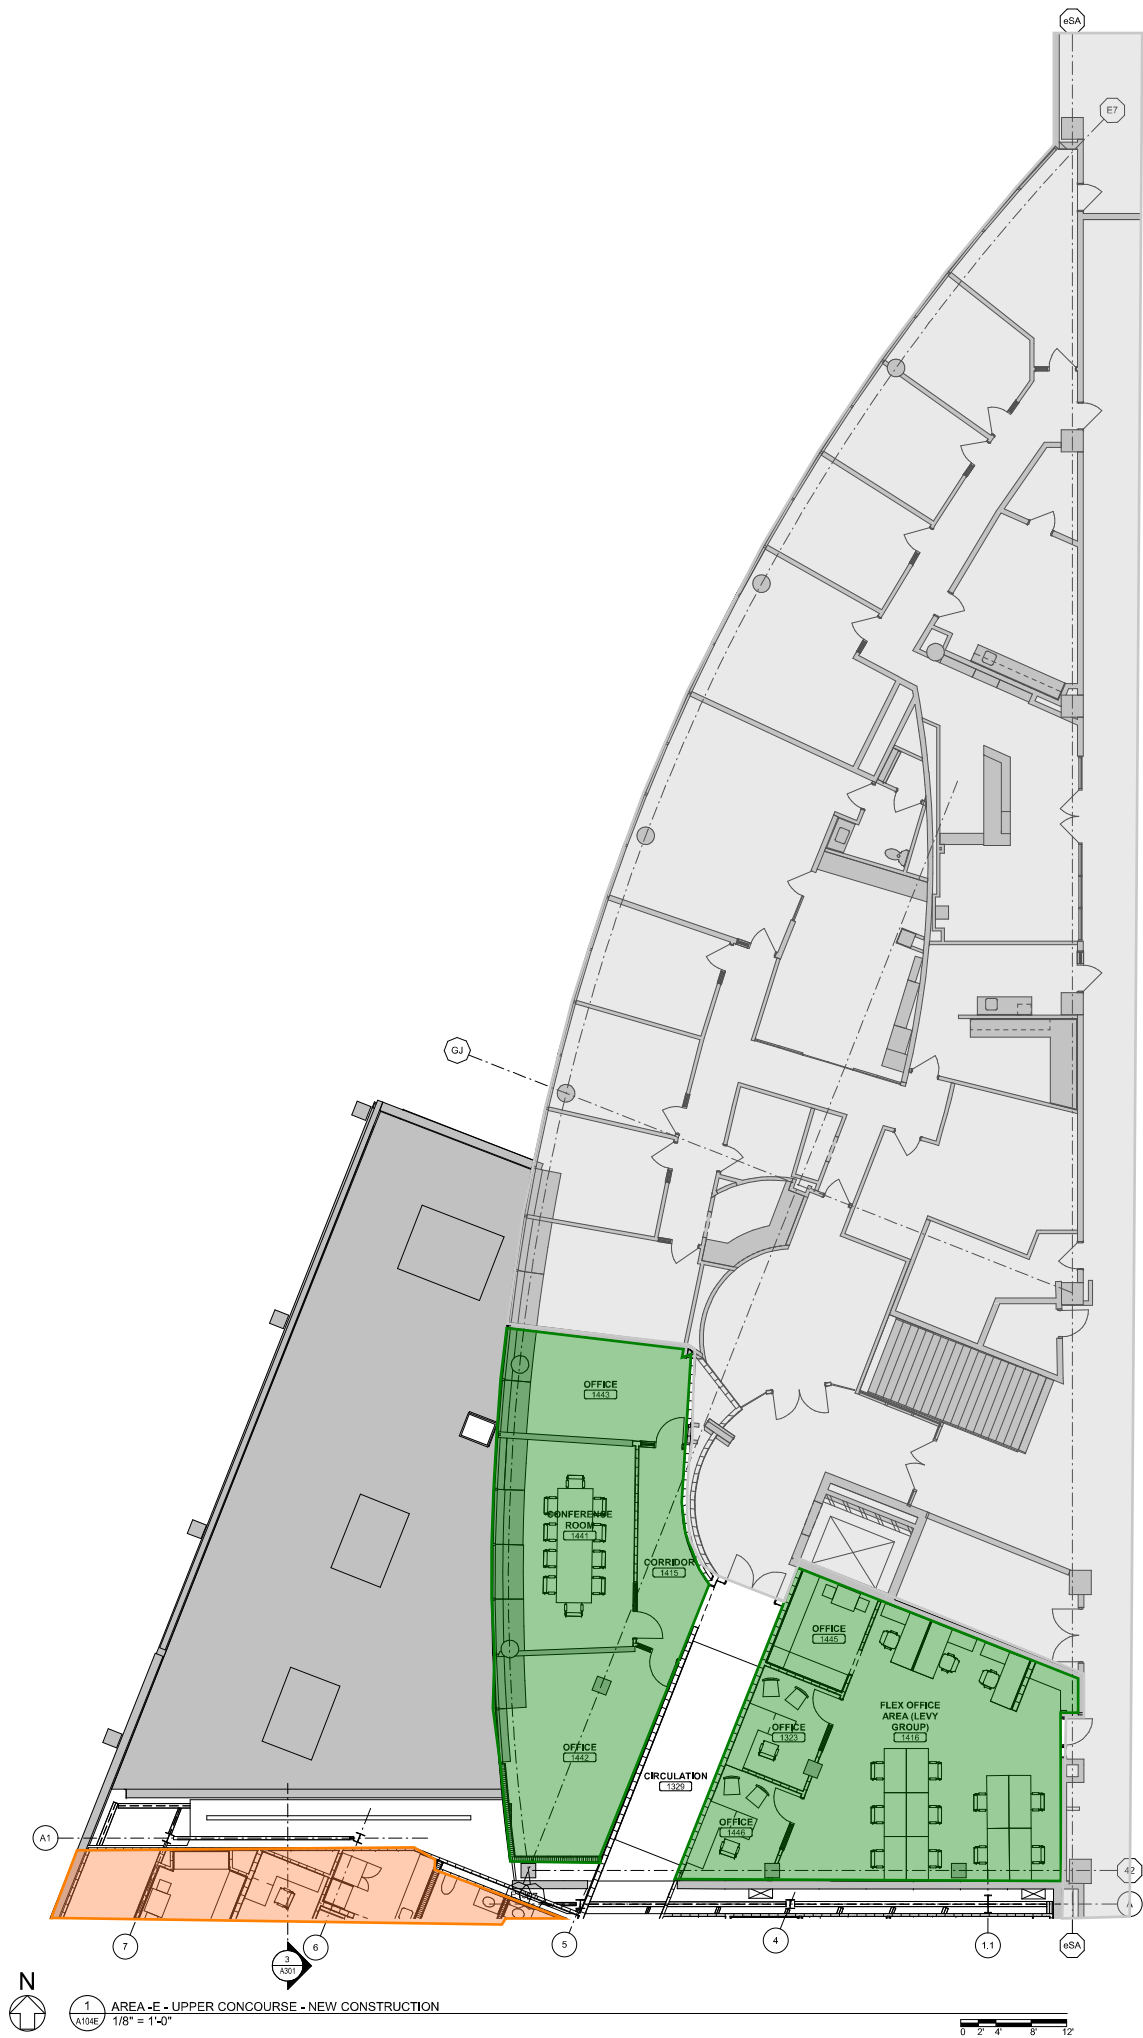 eSA
E7
GJ
OFFICE
1443
CONFERENCE
ROOM
1441
CORRIDOR
1415
OFFICE
1445
FLEX OFFICE
AREA (LEVY
GROUP)
1416
OFFICE
1323
OFFICE
1442
CIRCULATION
1329
OFFICE
1446
A1
42
A
7
6
5
4
1.1
eSA
3
A301
N
1
A104E
AREA -E - UPPER CONCOURSE - NEW CONSTRUCTION
1/8" = 1'-0"
0 2' 4' 8' 12'